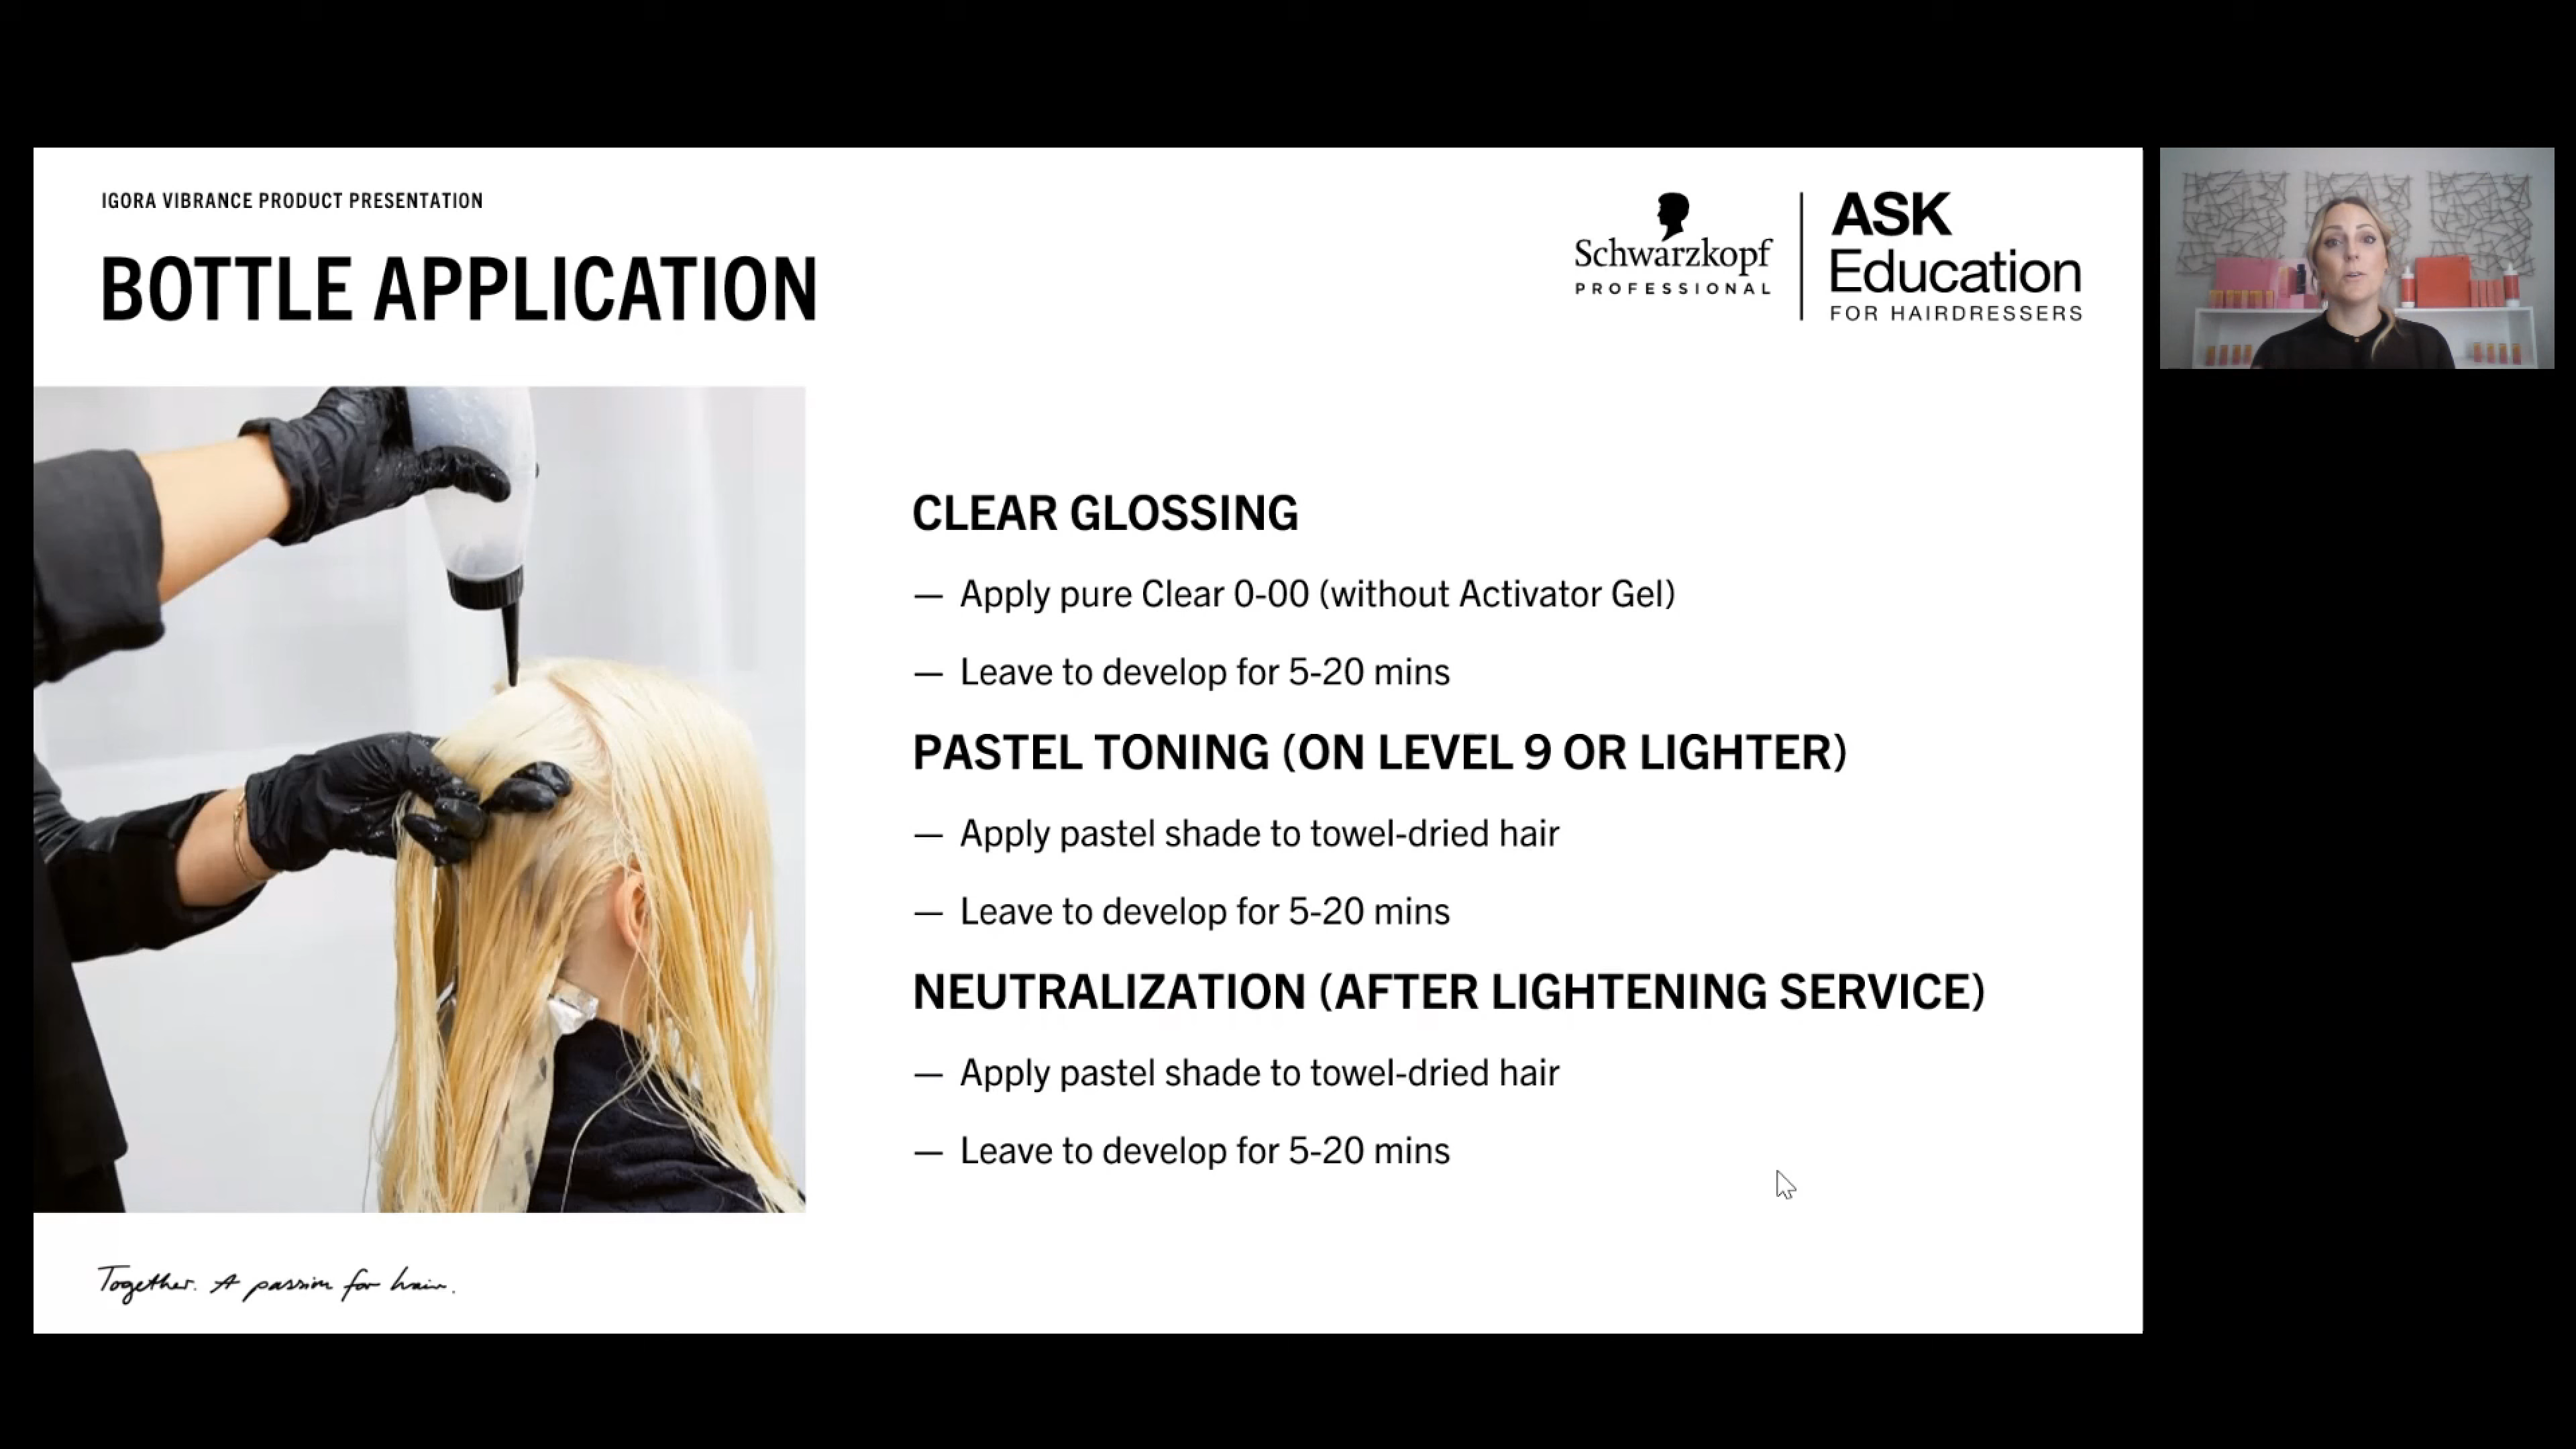 IGORA VIBRANCE PRODUCT PRESENTATION
BOTTLE APPLICATION
Schwarzkopf
PROFESSIONAL
ASK
Education
FOR HAIRDRESSERS
CLEAR GLOSSING
— Apply pure Clear 0-00 (without Activator Gel)
— Leave to develop for 5-20 mins
PASTEL TONING (ON LEVEL 9 OR LIGHTER)
— Apply pastel shade to towel-dried hair
— Leave to develop for 5-20 mins
NEUTRALIZATION (AFTER LIGHTENING SERVICE)
— Apply pastel shade to towel-dried hair
— Leave to develop for 5-20 mins
Together. A passion for hair.